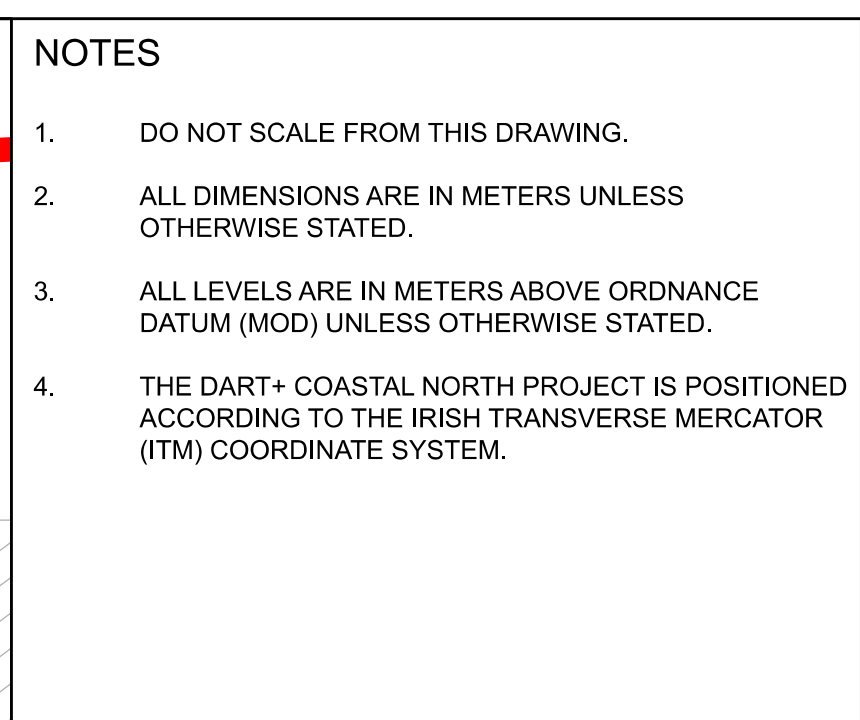 NOTES
1. DO NOT SCALE FROM THIS DRAWING.
2. ALL DIMENSIONS ARE IN METERS UNLESS
OTHERWISE STATED.
3. ALL LEVELS ARE IN METERS ABOVE ORDNANCE
DATUM (MOD) UNLESS OTHERWISE STATED.
4. THE DART+ COASTAL NORTH PROJECT IS POSITIONED
ACCORDING TO THE IRISH TRANSVERSE MERCATOR
(ITM) COORDINATE SYSTEM.